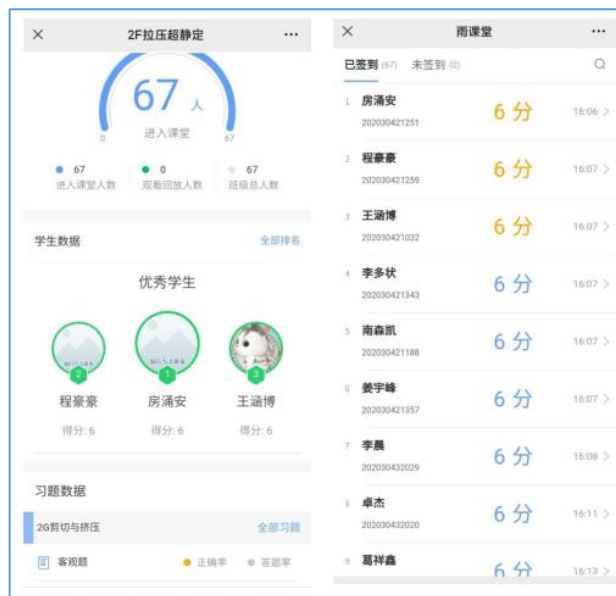 2F拉压超静定
67 人
进入课堂
0 67
67 0 67
进入课堂人数 观看回放人数 班级总人数
学生数据 全部排名
优秀学生
2 1 3
程豪豪 房涌安 王涵博
得分: 6 得分: 6 得分: 6
习题数据
2G剪切与挤压 全部习题
客观题 正确率 答题率
雨课堂
已签到 (67) 未签到 (0)
1 房涌安 6 分 16:06
202030421251
2 程豪豪 6 分 16:07
202030421259
3 王涵博 6 分 16:07
202030421032
4 李多状 6 分 16:07
202030421343
5 南森凯 6 分 16:07
202030421188
6 姜宇峰 6 分 16:07
202030421357
7 李晨 6 分 16:08
202030432029
8 卓杰 6 分 16:11
202030432020
9 葛祥鑫 6 分 16:13